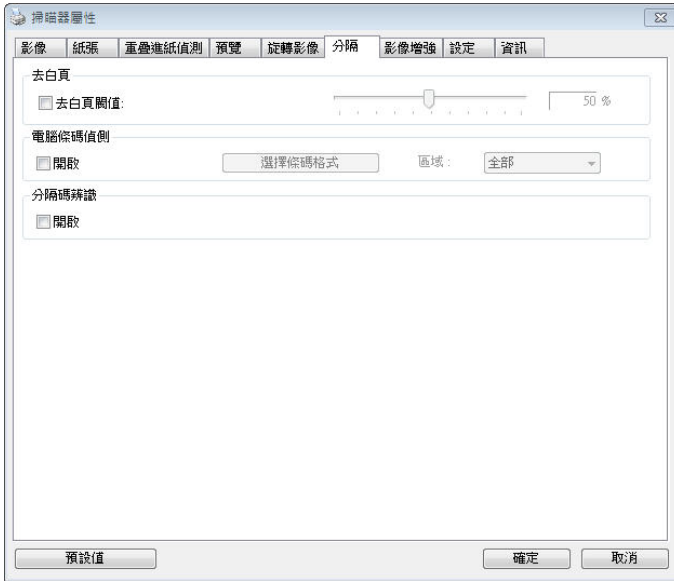 掃瞄器屬性
影像 紙張 重疊進紙偵測 預覽 旋轉影像 分隔 影像增強 設定 資訊
去白頁
去白頁閥值: 50 %
電腦條碼偵側
開啟 選擇條碼格式 區域 : 全部
分隔碼辨識
開啟
預設值 確定 取消